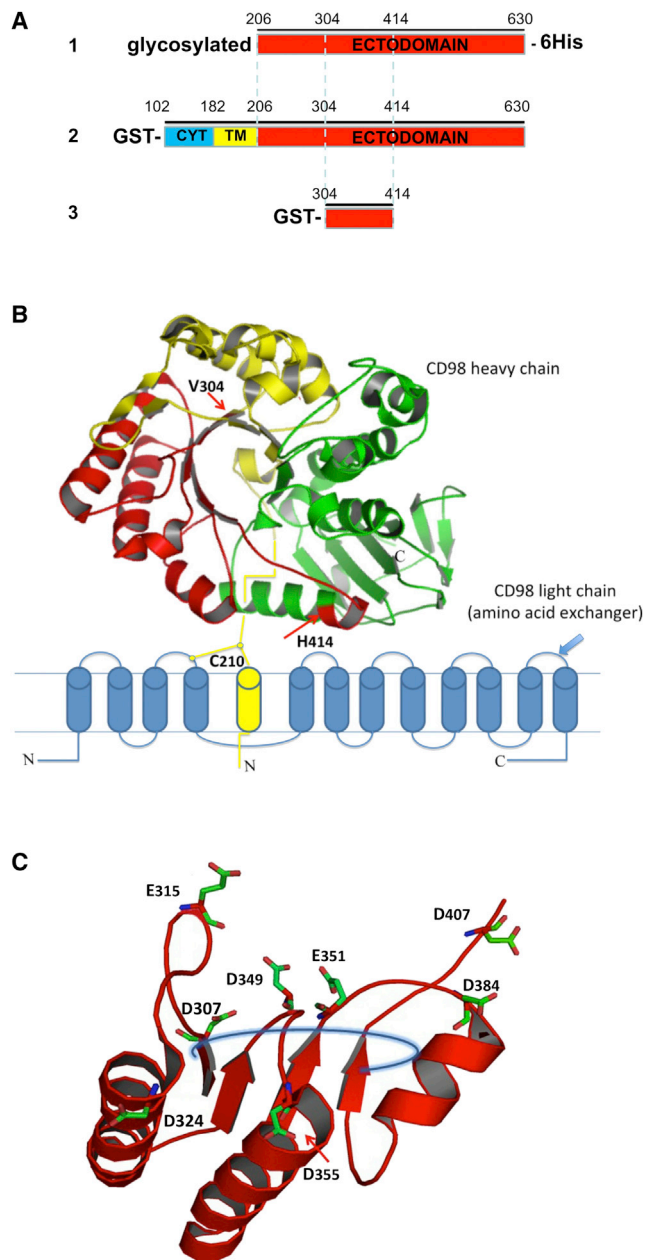 A
206 304 414 630
1 glycosylated ECTODOMAIN - 6His
102 182 206 304 414 630
2 GST- CYT TM ECTODOMAIN
304 414
3 GST-
B
CD98 heavy chain
V304
C
CD98 light chain
(amino acid exchanger)
H414
C210
N
N
C
C
E315
D407
D349
E351
D384
D307
D324
D355